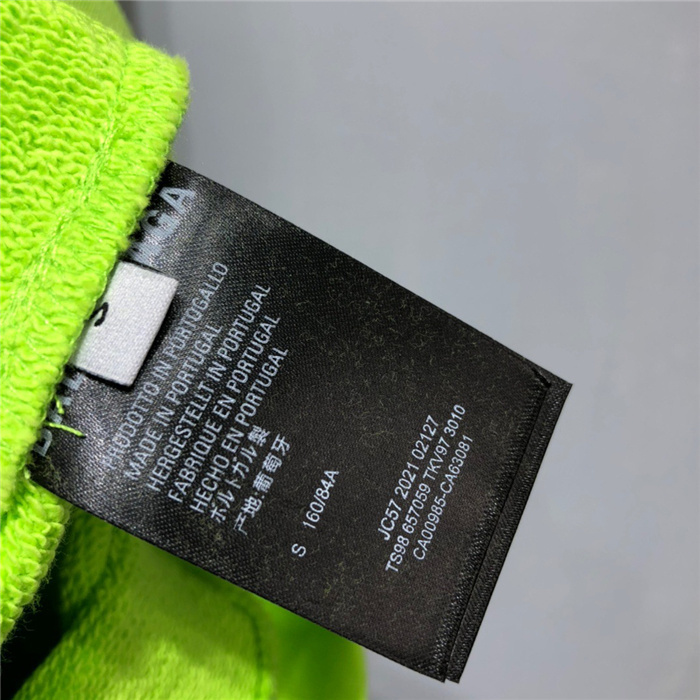 S
PRODOTTO IN PORTOGALLO
MADE IN PORTUGAL
HERGESTELLT IN PORTUGAL
FABRIQUE EN PORTUGAL
HECHO EN PORTUGAL
ポルトガル製
产地:葡萄牙
S 160/84A
JC57 2021 02127
TS98 657059 TKV97 3010
CA00985-CA63081